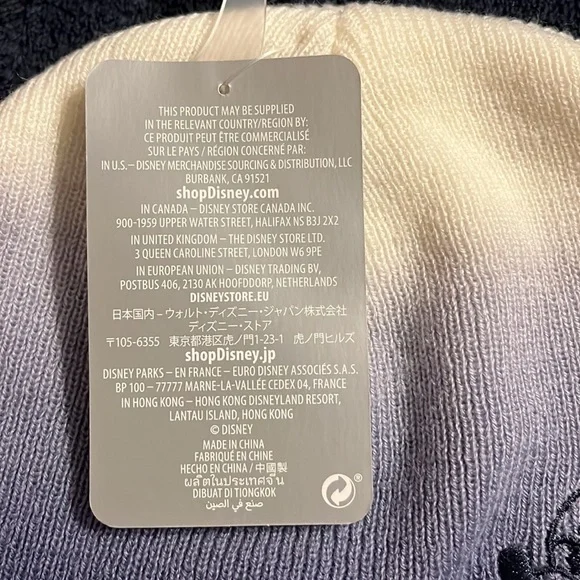 THIS PRODUCT MAY BE SUPPLIED
IN THE RELEVANT COUNTRY/REGION BY:
CE PRODUIT PEUT ÊTRE COMMERCIALISÉ
SUR LE PAYS / RÉGION CONCERNÉ PAR:
IN U.S.– DISNEY MERCHANDISE SOURCING & DISTRIBUTION, LLC
BURBANK, CA 91521
shopDisney.com
IN CANADA – DISNEY STORE CANADA INC.
900-1959 UPPER WATER STREET, HALIFAX NS B3J 2X2
IN UNITED KINGDOM – THE DISNEY STORE LTD.
3 QUEEN CAROLINE STREET, LONDON W6 9PE
IN EUROPEAN UNION – DISNEY TRADING BV,
POSTBUS 406, 2130 AK HOOFDDORP, NETHERLANDS
DISNEYSTORE.EU
日本国内－ウォルト・ディズニー・ジャパン株式会社
ディズニー・ストア
〒105-6355 東京都港区虎ノ門1-23-1 虎ノ門ヒルズ
shopDisney.jp
DISNEY PARKS – EN FRANCE – EURO DISNEY ASSOCIÉS S.A.S.
BP 100 – 77777 MARNE-LA-VALLÉE CEDEX 04, FRANCE
IN HONG KONG – HONG KONG DISNEYLAND RESORT,
LANTAU ISLAND, HONG KONG
© DISNEY
MADE IN CHINA
FABRIQUÉ EN CHINE
HECHO EN CHINA / 中國製
ผลิตในประเทศจีน
DIBUAT DI TIONGKOK
صنع في الصين
®